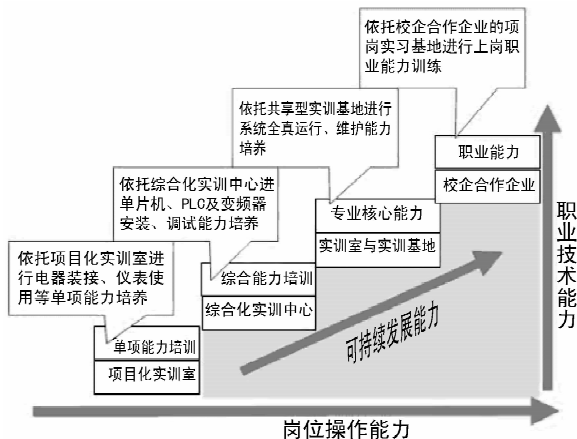 依托校企合作企业的项
岗实习基地进行上岗职
业能力训练
依托共享型实训基地进行
系统全真运行、维护能力
培养
职业能力
校企合作企业
依托综合化实训中心进
单片机、PLC及变频器
安装、调试能力培养
专业核心能力
实训室与实训基地
依托项目化实训室进
行电器装接、仪表使
用等单项能力培养
综合能力培训
综合化实训中心
单项能力培训
项目化实训室
可持续发展能力
职业技术能力
岗位操作能力